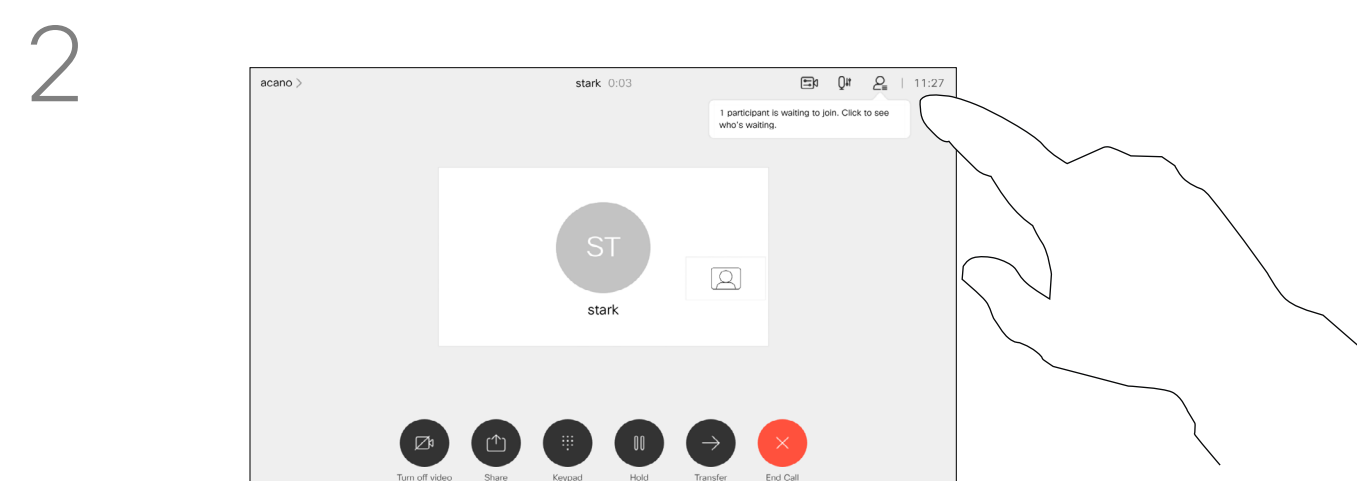 2
acano >
stark 0:03
| 11:27
1 participant is waiting to join. Click to see
who's waiting.
ST
stark
Turn off video
Share
Keypad
Hold
Transfer
End Call